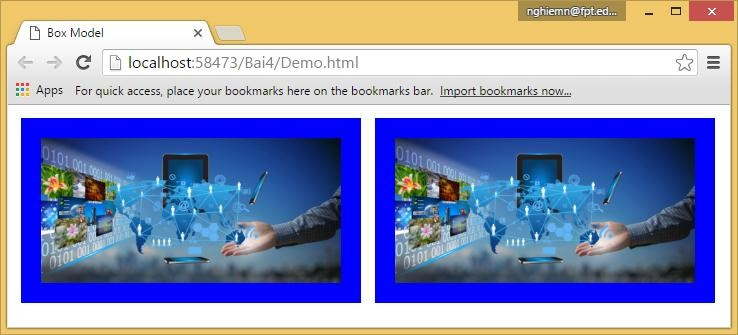 nghiemn@fpt.ed...
Box Model
localhost:58473/Bai4/Demo.html
Apps For quick access, place your bookmarks here on the bookmarks bar. Import bookmarks now...